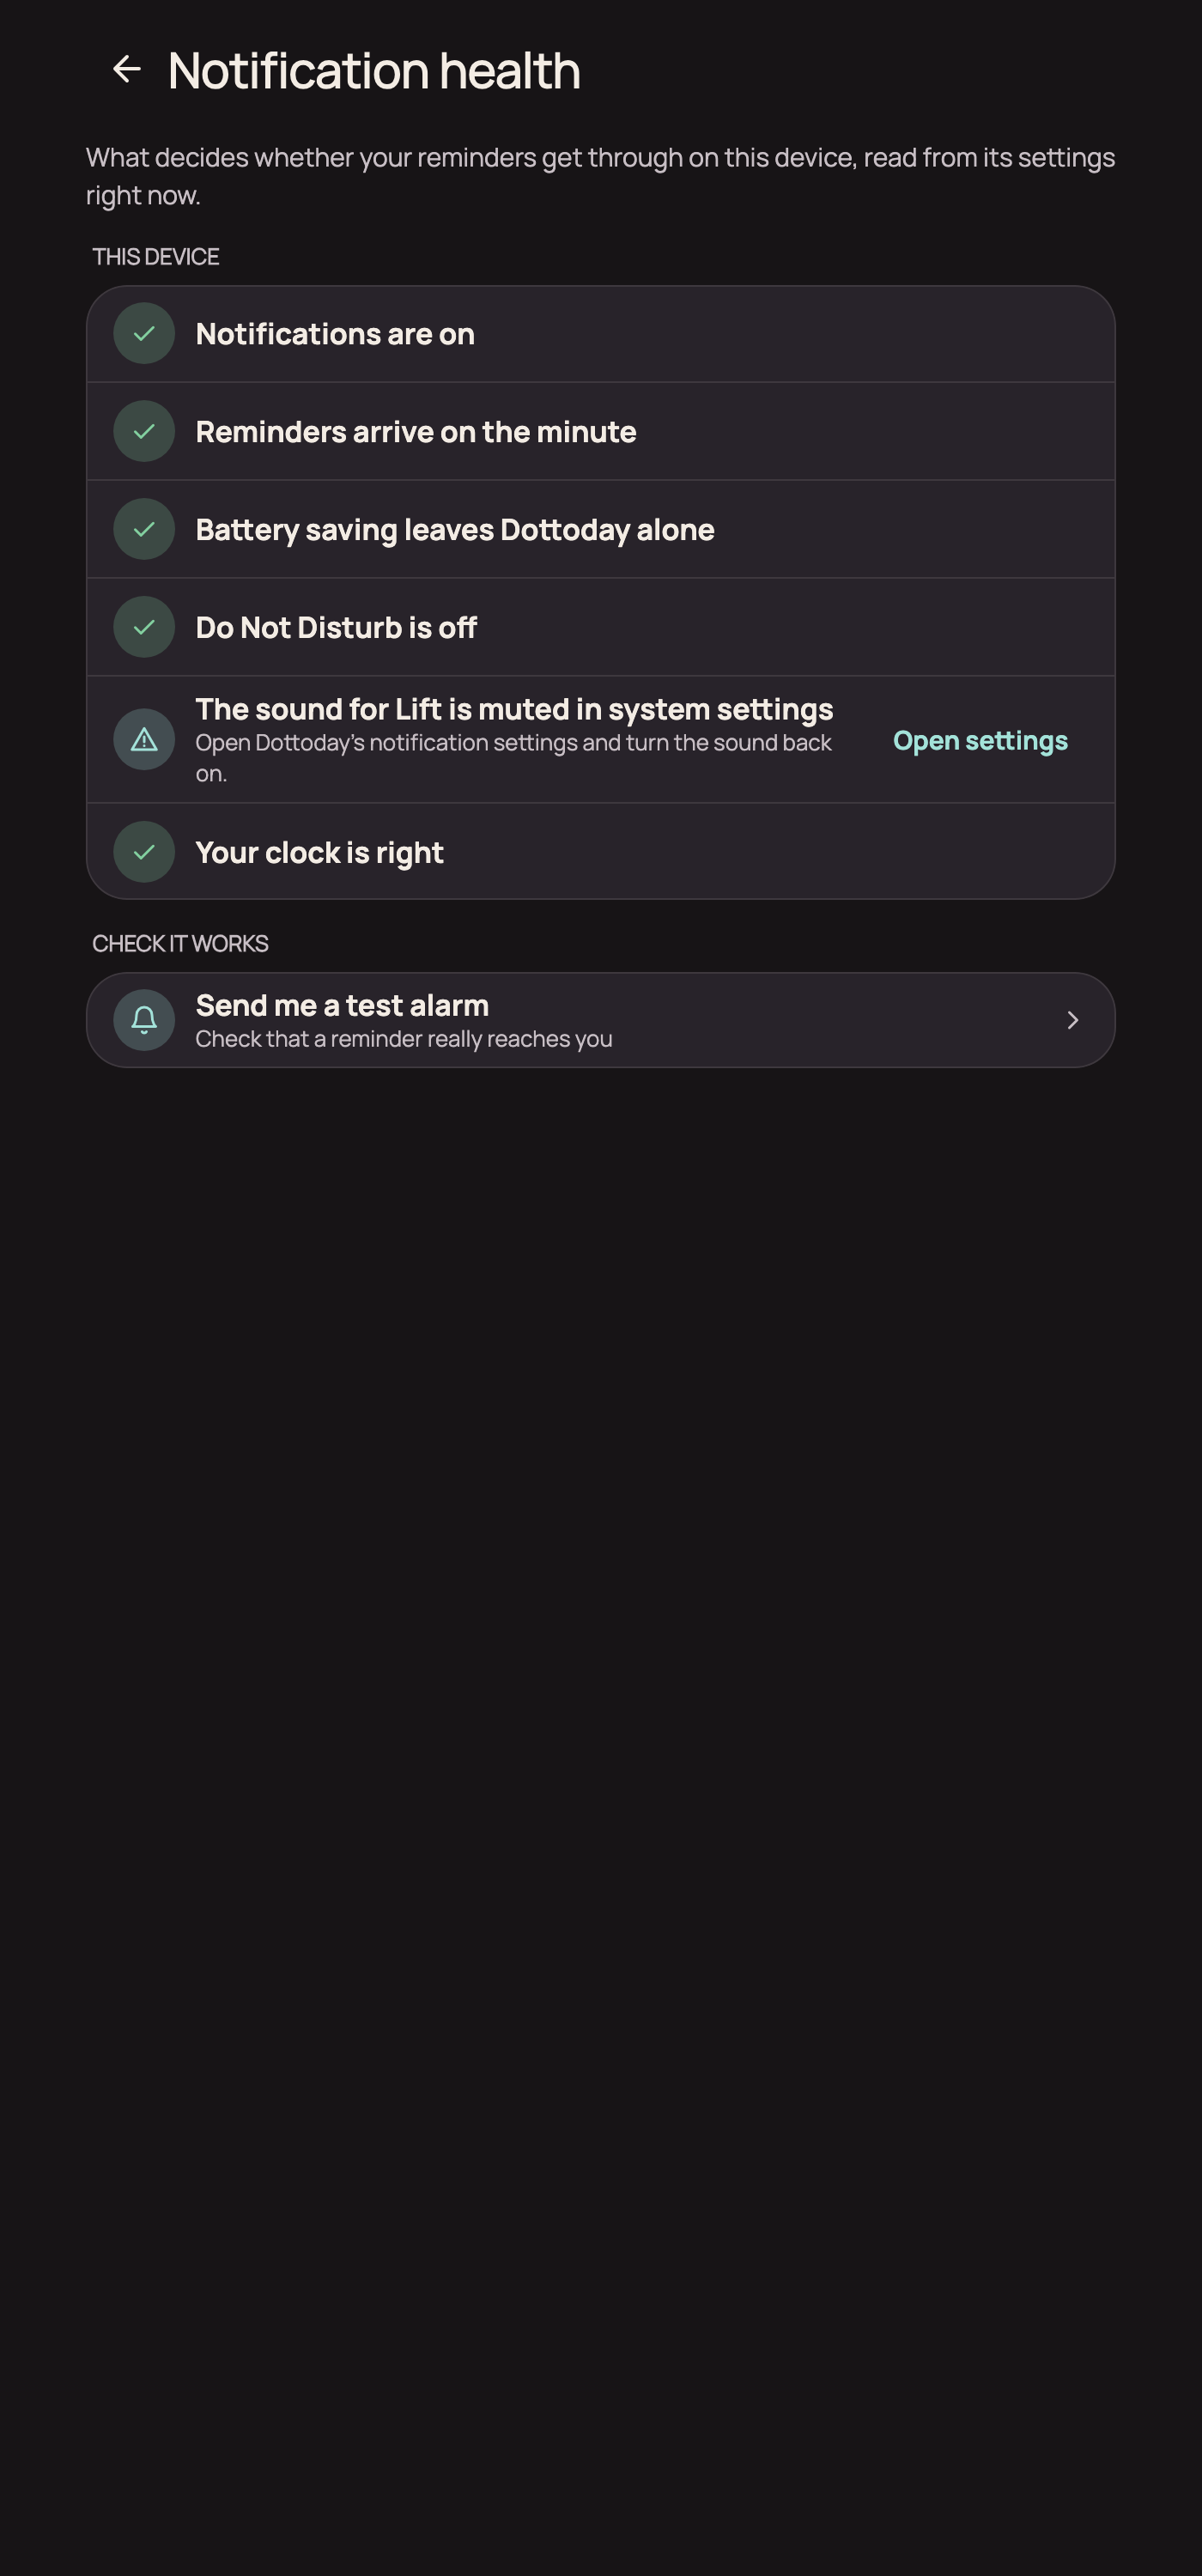 Notification health
What decides whether your reminders get through on this device, read from its settings
right now.
THIS DEVICE
Notifications are on
Reminders arrive on the minute
Battery saving leaves Dottoday alone
Do Not Disturb is off
The sound for Lift is muted in system settings
Open Dottoday’s notification settings and turn the sound back
on.
Open settings
Your clock is right
CHECK IT WORKS
Send me a test alarm
Check that a reminder really reaches you